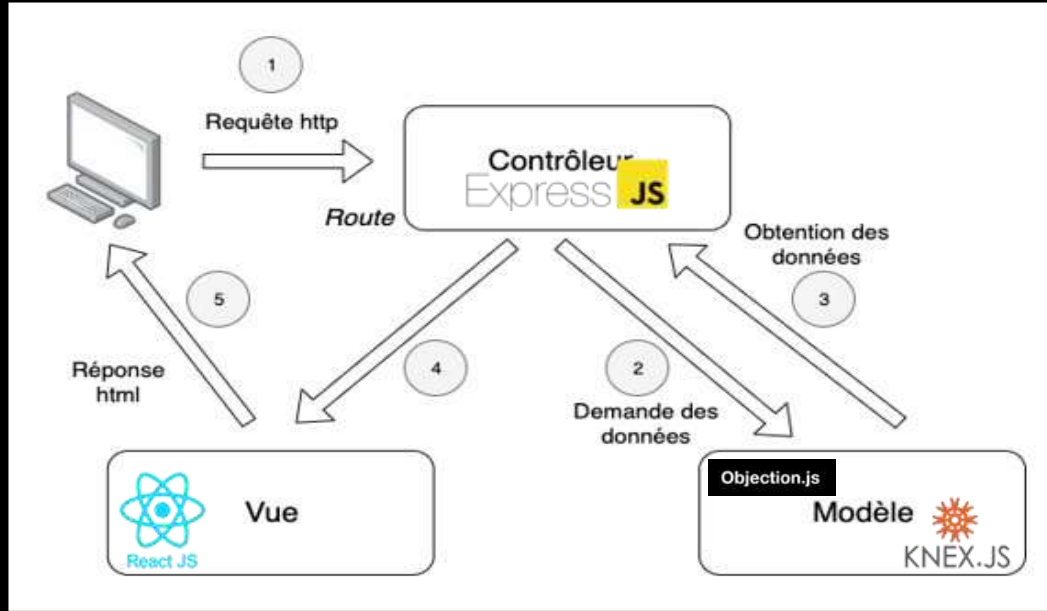 1
Requête http
Contrôleur
Express JS
Route
Obtention des
données
3
5
4
2
Réponse
html
Demande des
données
Vue
React JS
Objection.js
Modèle
KNEX.JS